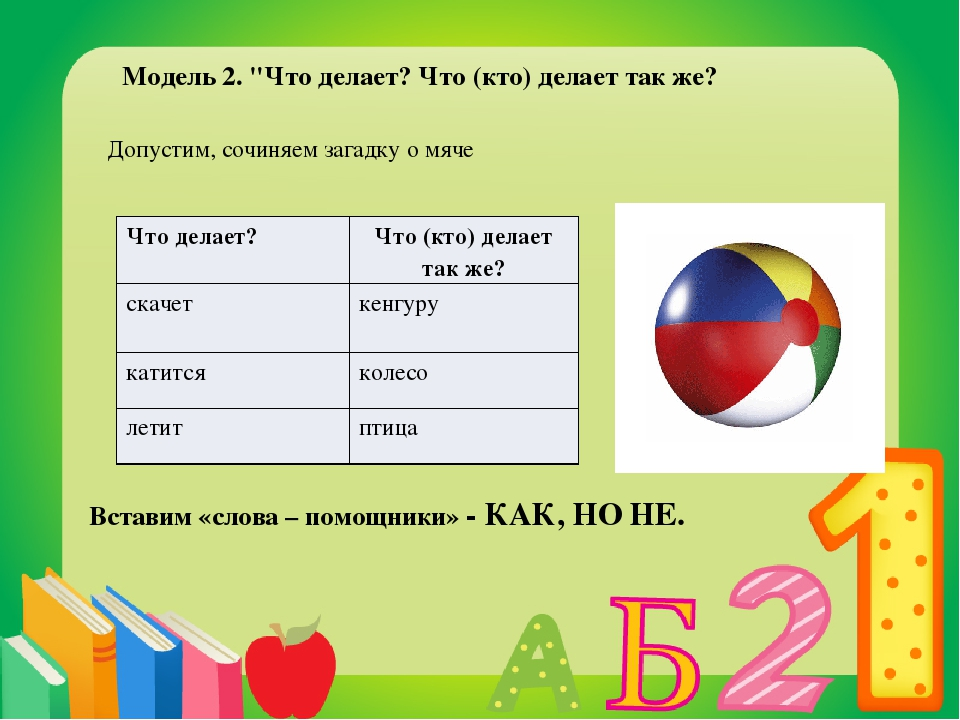 Модель 2. "Что делает? Что (кто) делает так же?
Допустим, сочиняем загадку о мяче
Что делает? Что (кто) делает
так же?
скачет кенгуру
катится колесо
летит птица
Вставим «слова – помощники» - КАК, НО НЕ.
А Б 2 1